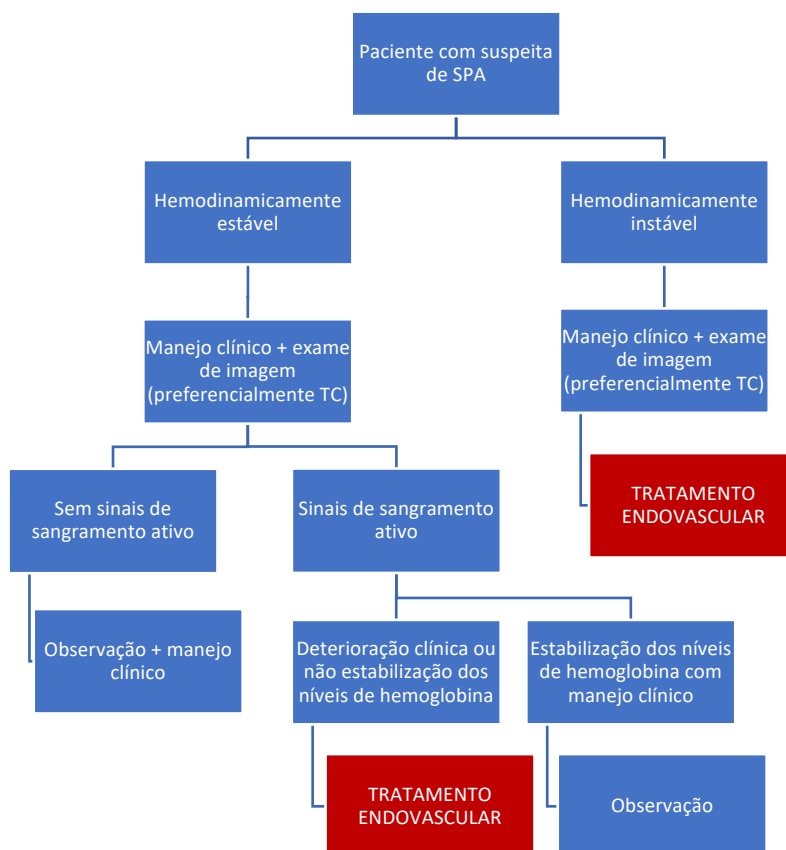 Paciente com suspeita
de SPA
Hemodinamicamente
estável
Hemodinamicamente
instável
Manejo clínico + exame
de imagem
(preferencialmente TC)
Manejo clínico + exame
de imagem
(preferencialmente TC)
Sem sinais de
sangramento ativo
Sinais de sangramento
ativo
TRATAMENTO
ENDOVASCULAR
Observação + manejo
clínico
Deterioração clínica ou
não estabilização dos
níveis de hemoglobina
Estabilização dos níveis
de hemoglobina com
manejo clínico
TRATAMENTO
ENDOVASCULAR
Observação